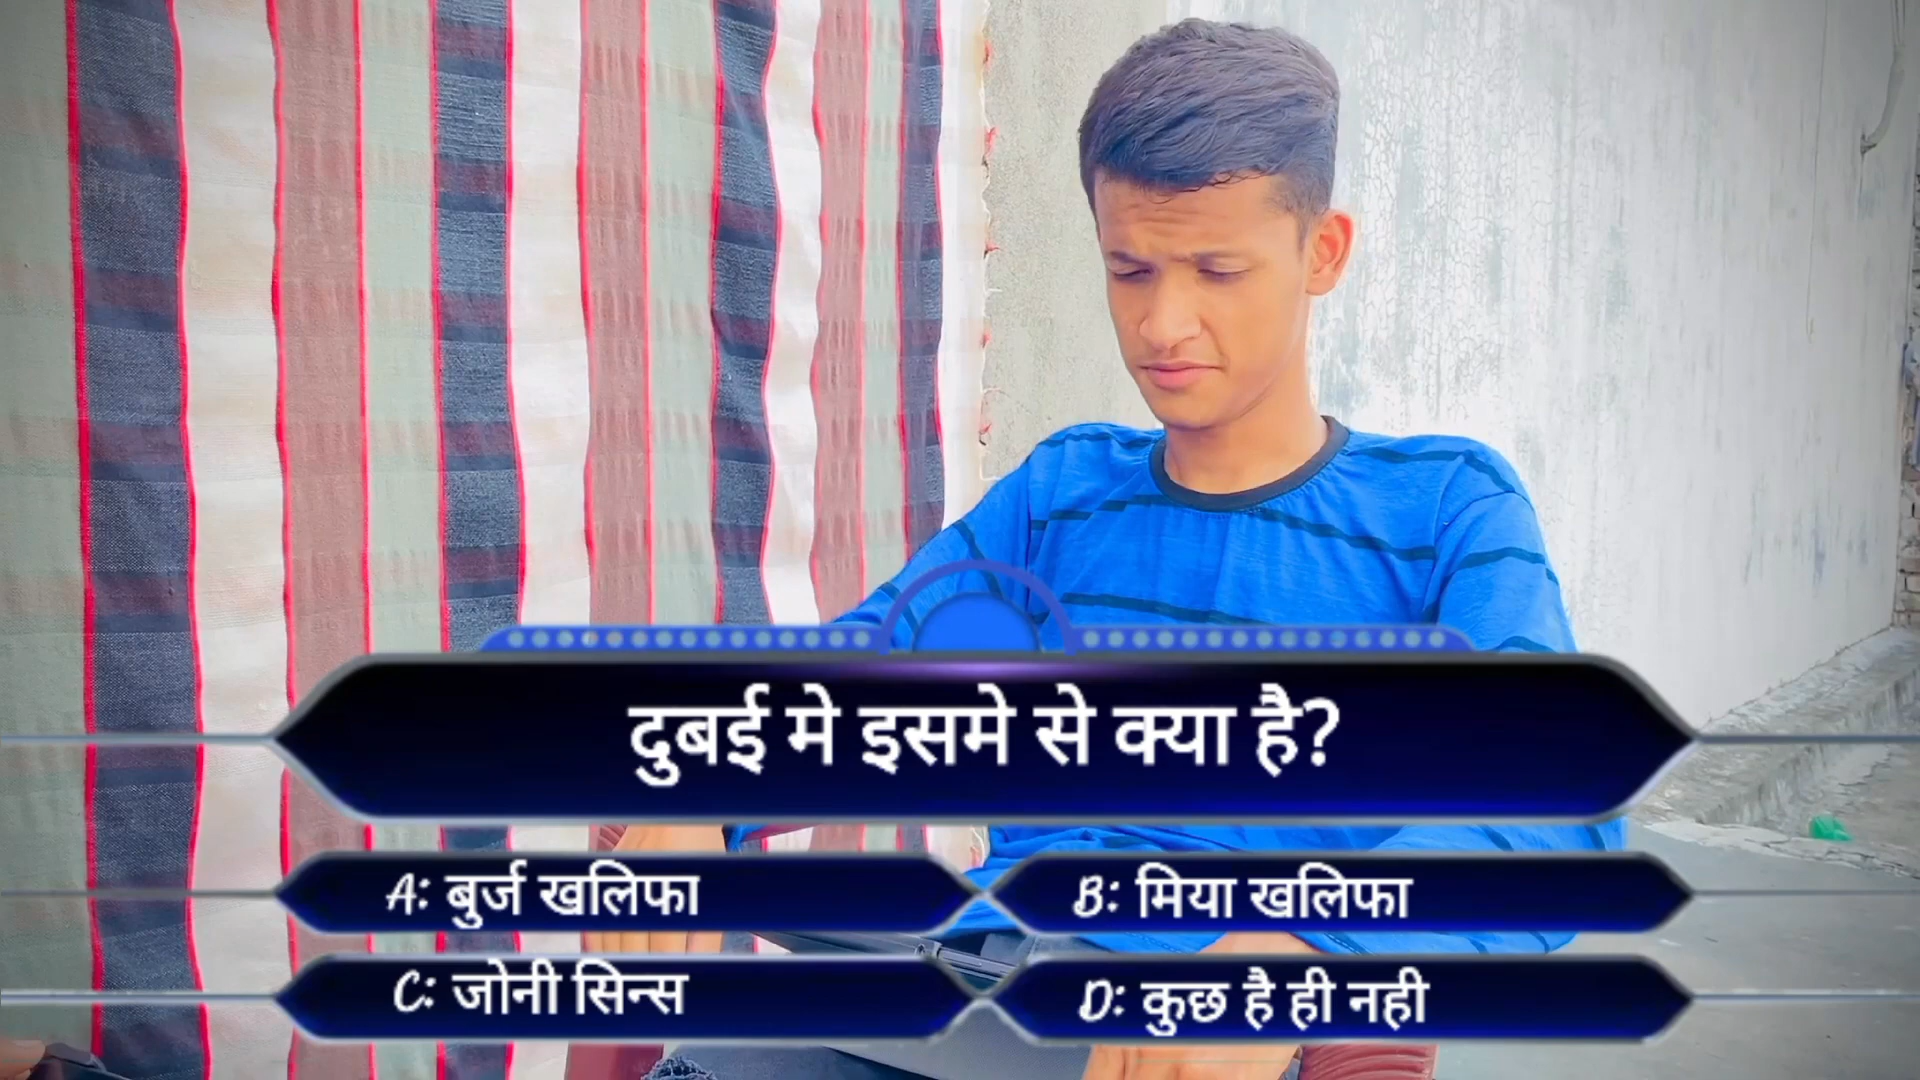 दुबई मे इसमे से क्या है?
A: बुर्ज खलिफा
B: मिया खलिफा
C: जोनी सिन्स
D: कुछ है ही नही